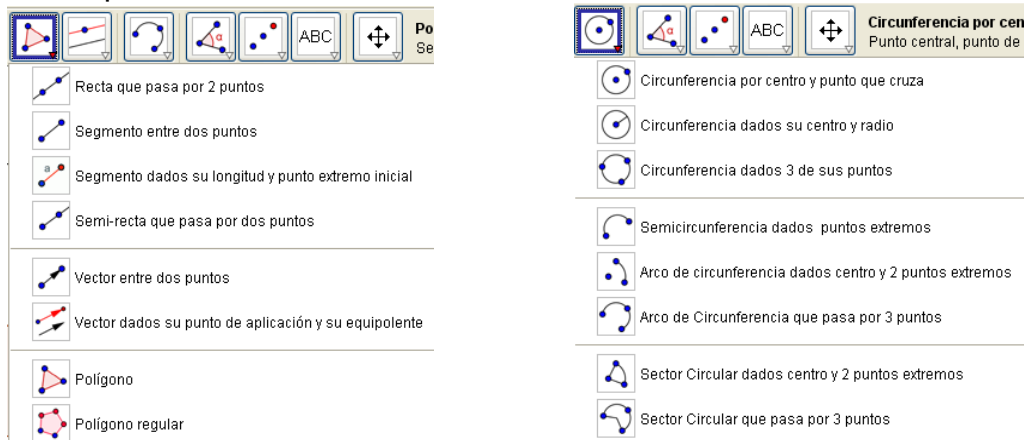 α
ABC
Po
Se
Recta que pasa por 2 puntos
Segmento entre dos puntos
a
Segmento dados su longitud y punto extremo inicial
Semi-recta que pasa por dos puntos
Vector entre dos puntos
Vector dados su punto de aplicación y su equipolente
Polígono
Polígono regular
α
ABC
Circunferencia por cen
Punto central, punto de
Circunferencia por centro y punto que cruza
Circunferencia dados su centro y radio
Circunferencia dados 3 de sus puntos
Semicircunferencia dados puntos extremos
Arco de circunferencia dados centro y 2 puntos extremos
Arco de Circunferencia que pasa por 3 puntos
Sector Circular dados centro y 2 puntos extremos
Sector Circular que pasa por 3 puntos